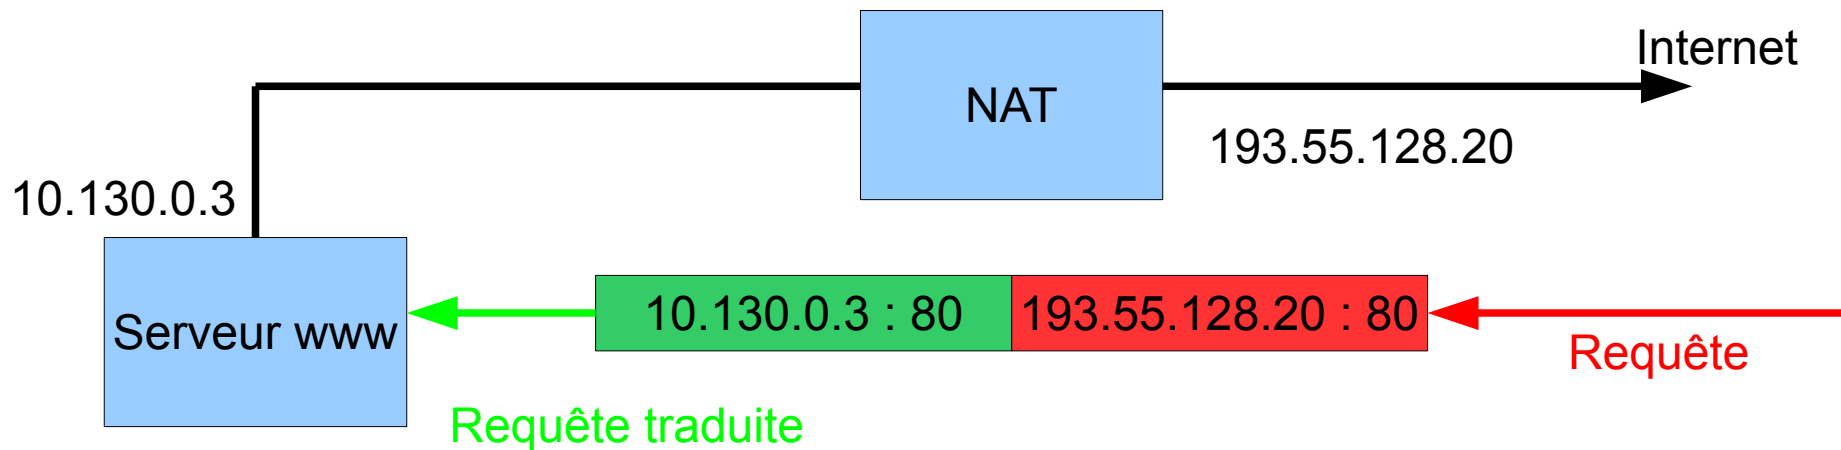 Internet
NAT
193.55.128.20
10.130.0.3
Serveur www
10.130.0.3 : 80
193.55.128.20 : 80
Requête
Requête traduite